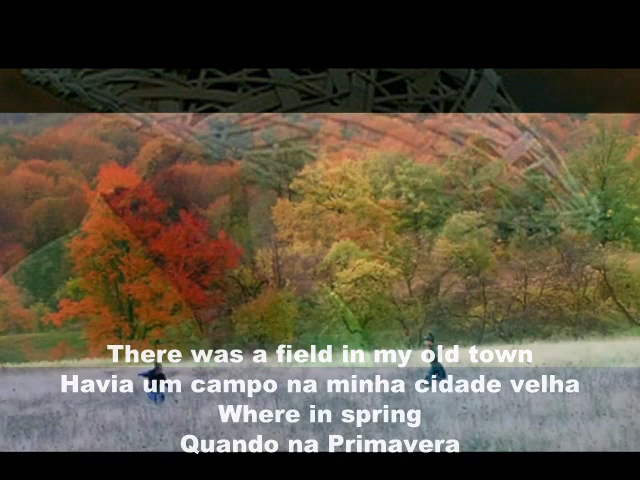 There was a field in my old town
Havia um campo na minha cidade velha
Where in spring
Quando na Primavera